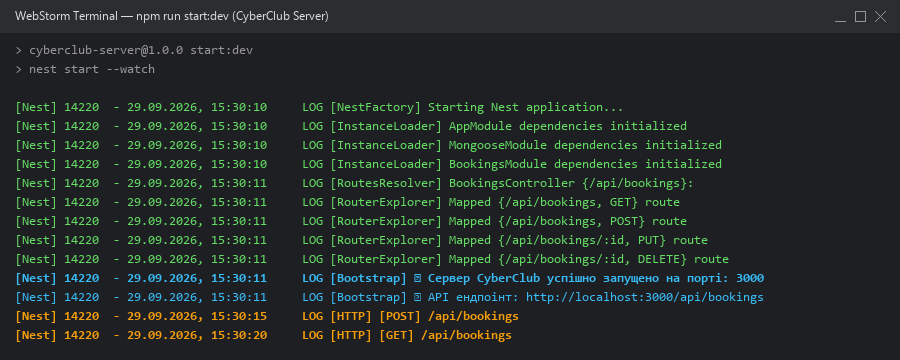 WebStorm Terminal — npm run start:dev (CyberClub Server)
> cyberclub-server@1.0.0 start:dev
> nest start --watch
[Nest] 14220  - 29.09.2026, 15:30:10     LOG [NestFactory] Starting Nest application...
[Nest] 14220  - 29.09.2026, 15:30:10     LOG [InstanceLoader] AppModule dependencies initialized
[Nest] 14220  - 29.09.2026, 15:30:10     LOG [InstanceLoader] MongooseModule dependencies initialized
[Nest] 14220  - 29.09.2026, 15:30:10     LOG [InstanceLoader] BookingsModule dependencies initialized
[Nest] 14220  - 29.09.2026, 15:30:11     LOG [RoutesResolver] BookingsController {/api/bookings}:
[Nest] 14220  - 29.09.2026, 15:30:11     LOG [RouterExplorer] Mapped {/api/bookings, GET} route
[Nest] 14220  - 29.09.2026, 15:30:11     LOG [RouterExplorer] Mapped {/api/bookings, POST} route
[Nest] 14220  - 29.09.2026, 15:30:11     LOG [RouterExplorer] Mapped {/api/bookings/:id, PUT} route
[Nest] 14220  - 29.09.2026, 15:30:11     LOG [RouterExplorer] Mapped {/api/bookings/:id, DELETE} route
[Nest] 14220  - 29.09.2026, 15:30:11     LOG [Bootstrap] Сервер CyberClub успішно запущено на порті: 3000
[Nest] 14220  - 29.09.2026, 15:30:11     LOG [Bootstrap] API ендпоінт: http://localhost:3000/api/bookings
[Nest] 14220  - 29.09.2026, 15:30:15     LOG [HTTP] [POST] /api/bookings
[Nest] 14220  - 29.09.2026, 15:30:20     LOG [HTTP] [GET] /api/bookings